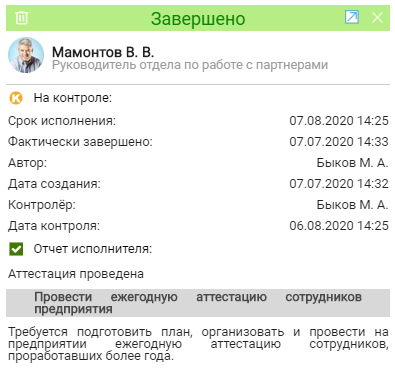 Завершено
Мамонтов В. В.
Руководитель отдела по работе с партнерами
К На контроле:
Срок исполнения: 07.08.2020 14:25
Фактически завершено: 07.07.2020 14:33
Автор: Быков М. А.
Дата создания: 07.07.2020 14:32
Контролёр: Быков М. А.
Дата контроля: 06.08.2020 14:25
Отчет исполнителя:
Аттестация проведена
Провести ежегодную аттестацию сотрудников
предприятия
Требуется подготовить план, организовать и провести на
предприятии ежегодную аттестацию сотрудников,
проработавших более года.